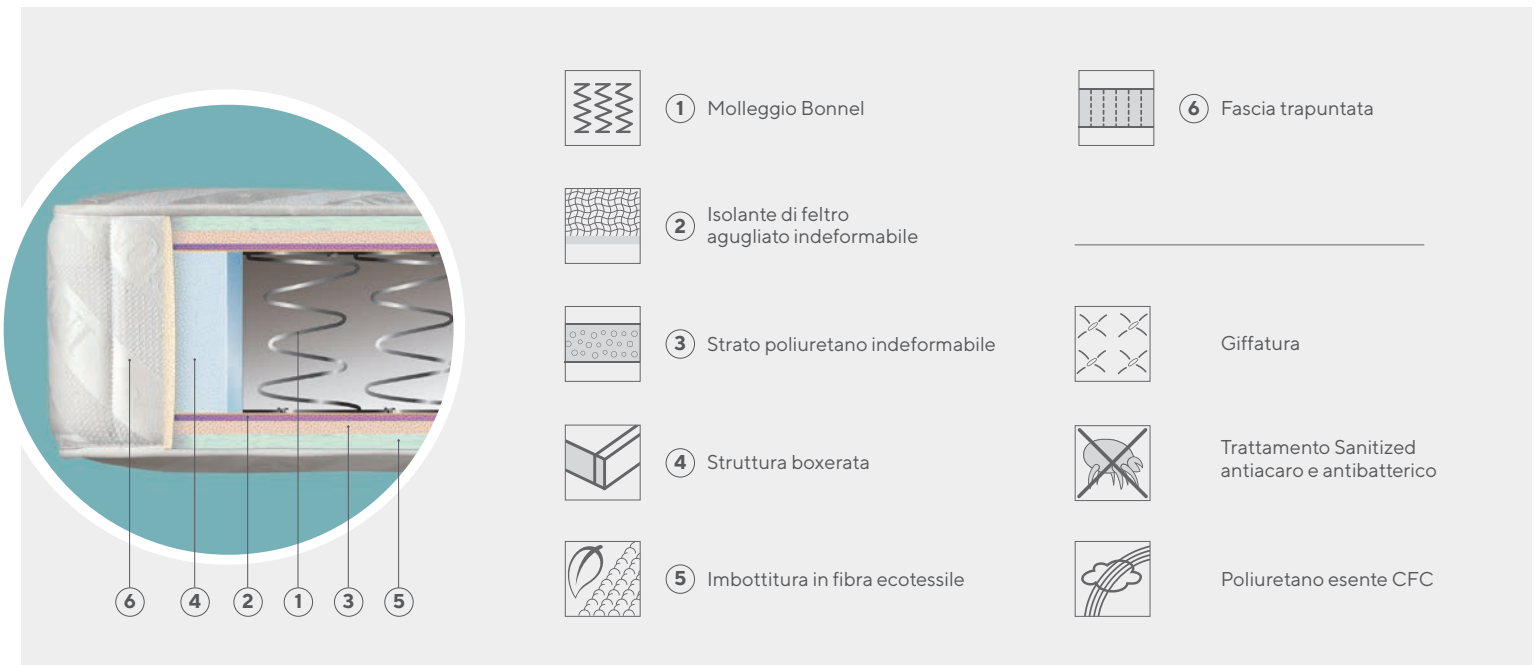 6 4 2 1 3 5
1 Molleggio Bonnel
2 Isolante di feltro
agugliato indeformabile
3 Strato poliuretano indeformabile
4 Struttura boxerata
5 Imbottitura in fibra ecotessile
6 Fascia trapuntata
Giffatura
Trattamento Sanitized
antiacaro e antibatterico
Poliuretano esente CFC